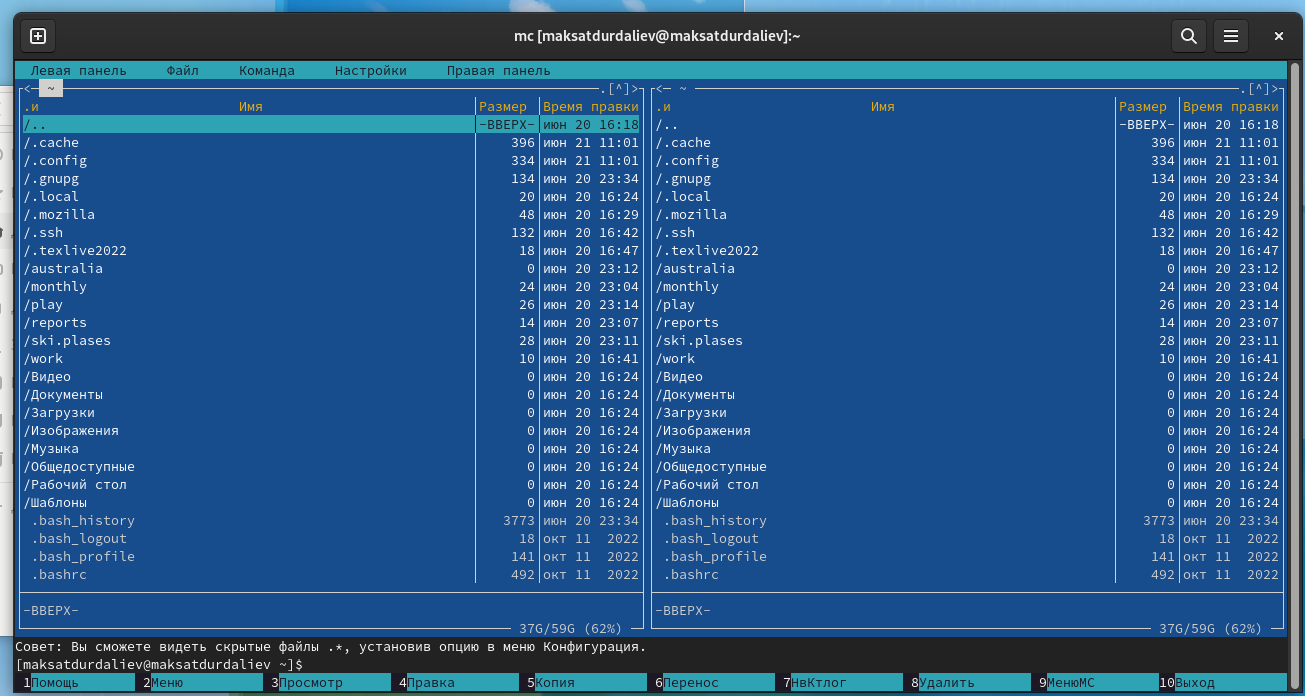 mc [maksatdurdaliev@maksatdurdaliev]:~
Левая панель Файл Команда Настройки Правая панель
<- ~ .[^]> <- ~ .[^]>
.и Имя Размер Время правки .и Имя Размер Время правки
/.. -ВВЕРХ- июн 20 16:18 /.. -ВВЕРХ- июн 20 16:18
/.cache 396 июн 21 11:01 /.cache 396 июн 21 11:01
/.config 334 июн 21 11:01 /.config 334 июн 21 11:01
/.gnupg 134 июн 20 23:34 /.gnupg 134 июн 20 23:34
/.local 20 июн 20 16:24 /.local 20 июн 20 16:24
/.mozilla 48 июн 20 16:29 /.mozilla 48 июн 20 16:29
/.ssh 132 июн 20 16:42 /.ssh 132 июн 20 16:42
/.texlive2022 18 июн 20 16:47 /.texlive2022 18 июн 20 16:47
/australia 0 июн 20 23:12 /australia 0 июн 20 23:12
/monthly 24 июн 20 23:04 /monthly 24 июн 20 23:04
/play 26 июн 20 23:14 /play 26 июн 20 23:14
/reports 14 июн 20 23:07 /reports 14 июн 20 23:07
/ski.plases 28 июн 20 23:11 /ski.plases 28 июн 20 23:11
/work 10 июн 20 16:41 /work 10 июн 20 16:41
/Видео 0 июн 20 16:24 /Видео 0 июн 20 16:24
/Документы 0 июн 20 16:24 /Документы 0 июн 20 16:24
/Загрузки 0 июн 20 16:24 /Загрузки 0 июн 20 16:24
/Изображения 0 июн 20 16:24 /Изображения 0 июн 20 16:24
/Музыка 0 июн 20 16:24 /Музыка 0 июн 20 16:24
/Общедоступные 0 июн 20 16:24 /Общедоступные 0 июн 20 16:24
/Рабочий стол 0 июн 20 16:24 /Рабочий стол 0 июн 20 16:24
/Шаблоны 0 июн 20 16:24 /Шаблоны 0 июн 20 16:24
.bash_history 3773 июн 20 23:34 .bash_history 3773 июн 20 23:34
.bash_logout 18 окт 11 2022 .bash_logout 18 окт 11 2022
.bash_profile 141 окт 11 2022 .bash_profile 141 окт 11 2022
.bashrc 492 окт 11 2022 .bashrc 492 окт 11 2022
-ВВЕРХ- -ВВЕРХ-
37G/59G (62%) 37G/59G (62%)
Совет: Вы сможете видеть скрытые файлы .*, установив опцию в меню Конфигурация.
[maksatdurdaliev@maksatdurdaliev ~]$
1Помощь 2Меню 3Просмотр 4Правка 5Копия 6Перенос 7НвКтлог 8Удалить 9МенюМС 10Выход